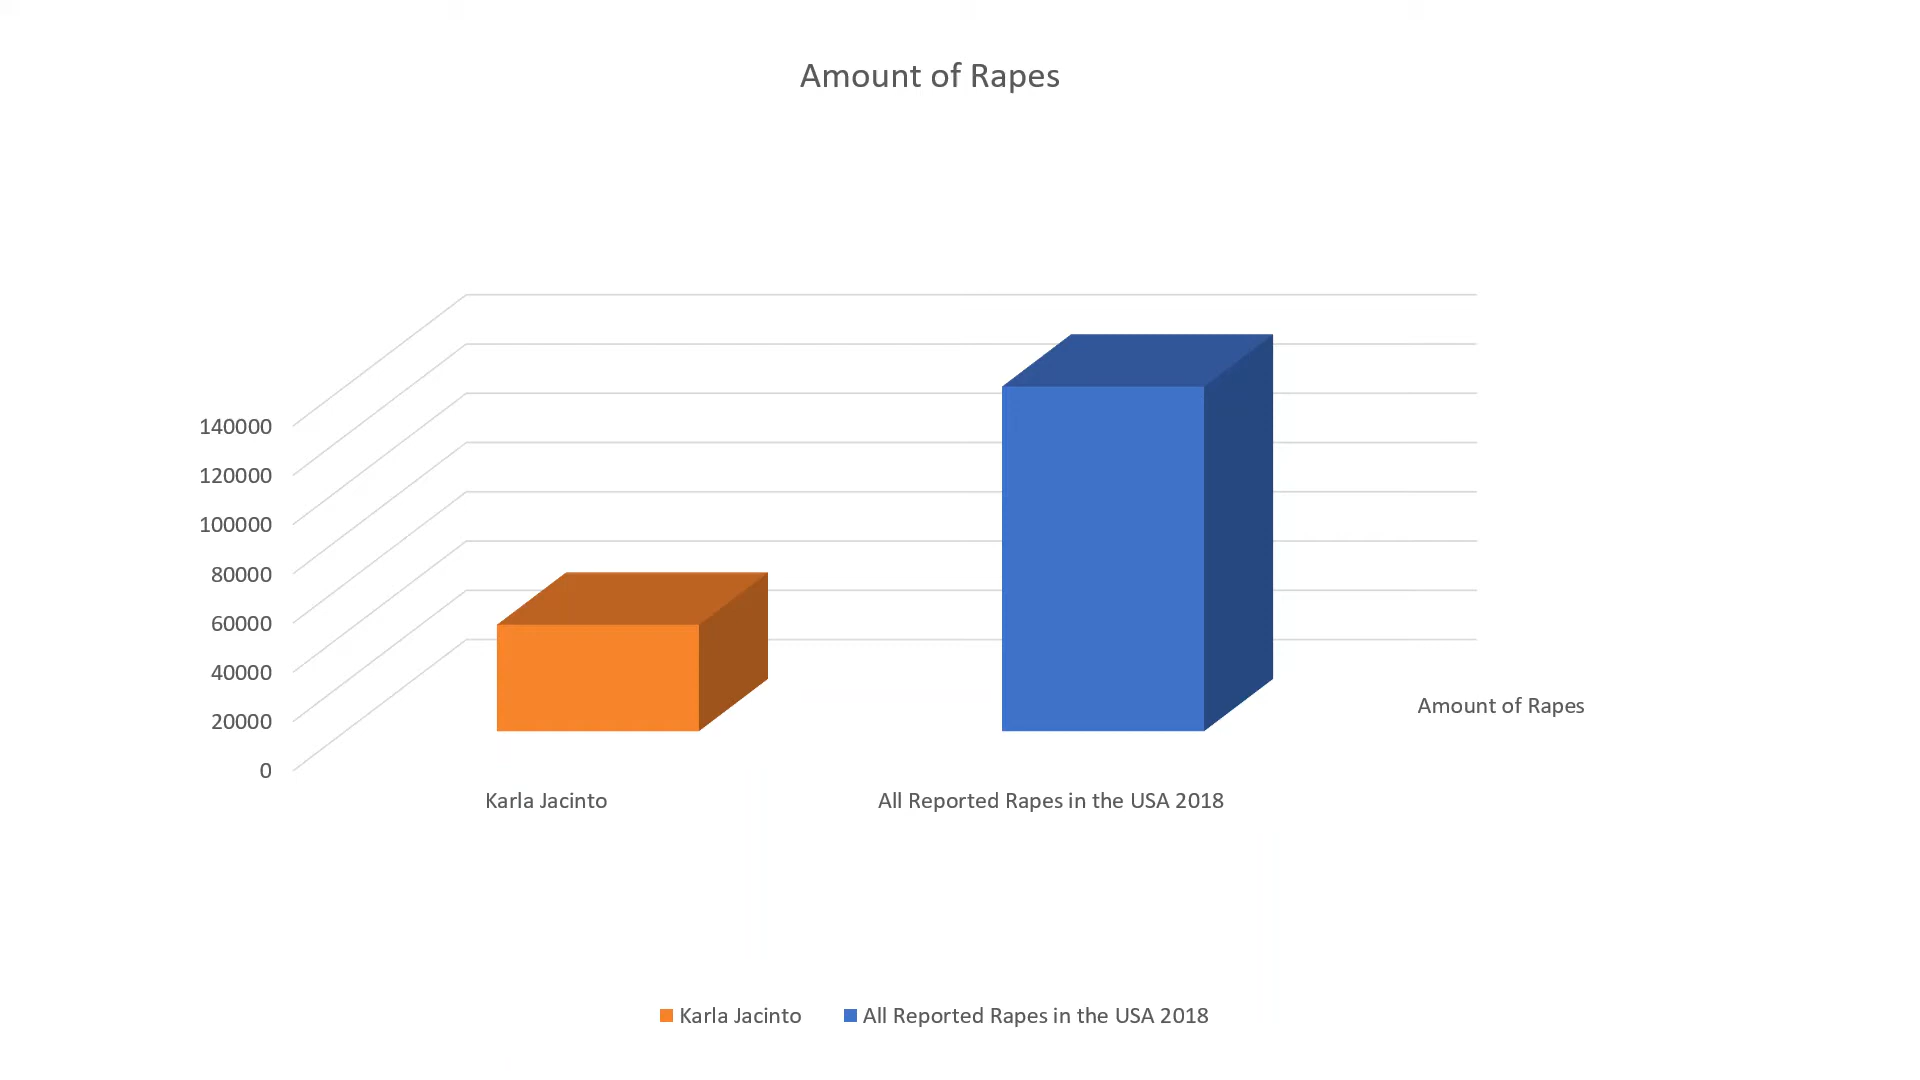 Amount of Rapes
140000
120000
100000
80000
60000
40000
20000
0
Amount of Rapes
Karla Jacinto
All Reported Rapes in the USA 2018
Karla Jacinto
All Reported Rapes in the USA 2018